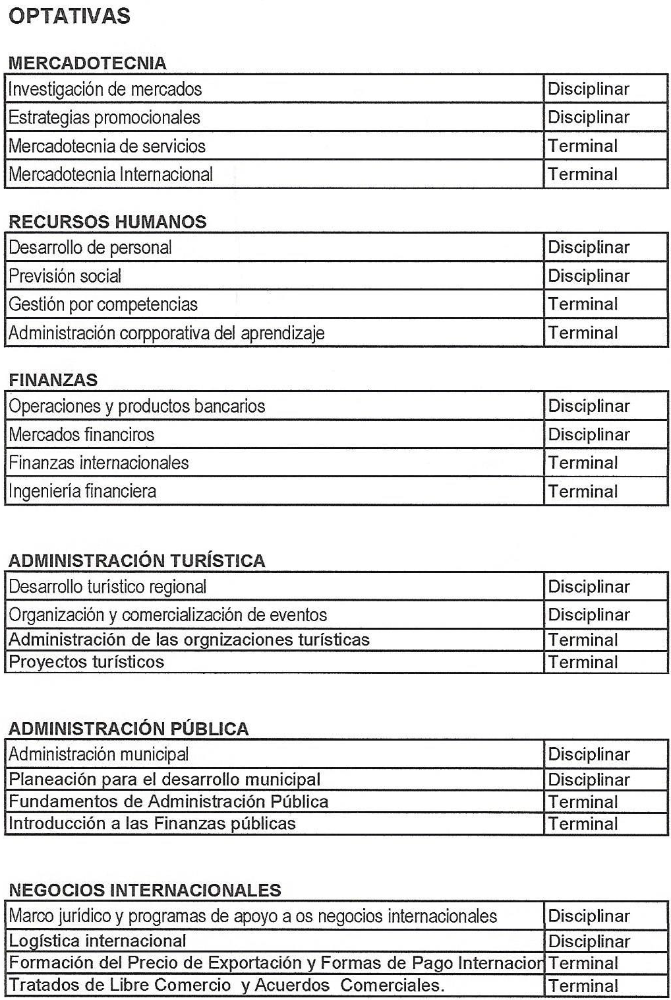 OPTATIVAS
MERCADOTECNIA
Investigación de mercados Disciplinar
Estrategias promocionales Disciplinar
Mercadotecnia de servicios Terminal
Mercadotecnia Internacional Terminal
RECURSOS HUMANOS
Desarrollo de personal Disciplinar
Previsión social Disciplinar
Gestión por competencias Terminal
Administración corpporativa del aprendizaje Terminal
FINANZAS
Operaciones y productos bancarios Disciplinar
Mercados financiros Disciplinar
Finanzas internacionales Terminal
Ingeniería financiera Terminal
ADMINISTRACIÓN TURÍSTICA
Desarrollo turístico regional Disciplinar
Organización y comercialización de eventos Disciplinar
Administración de las orgnizaciones turísticas Terminal
Proyectos turísticos Terminal
ADMINISTRACIÓN PÚBLICA
Administración municipal Disciplinar
Planeación para el desarrollo municipal Disciplinar
Fundamentos de Administración Pública Terminal
Introducción a las Finanzas públicas Terminal
NEGOCIOS INTERNACIONALES
Marco jurídico y programas de apoyo a os negocios internacionales Disciplinar
Logística internacional Disciplinar
Formación del Precio de Exportación y Formas de Pago Internacion Terminal
Tratados de Libre Comercio y Acuerdos Comerciales. Terminal